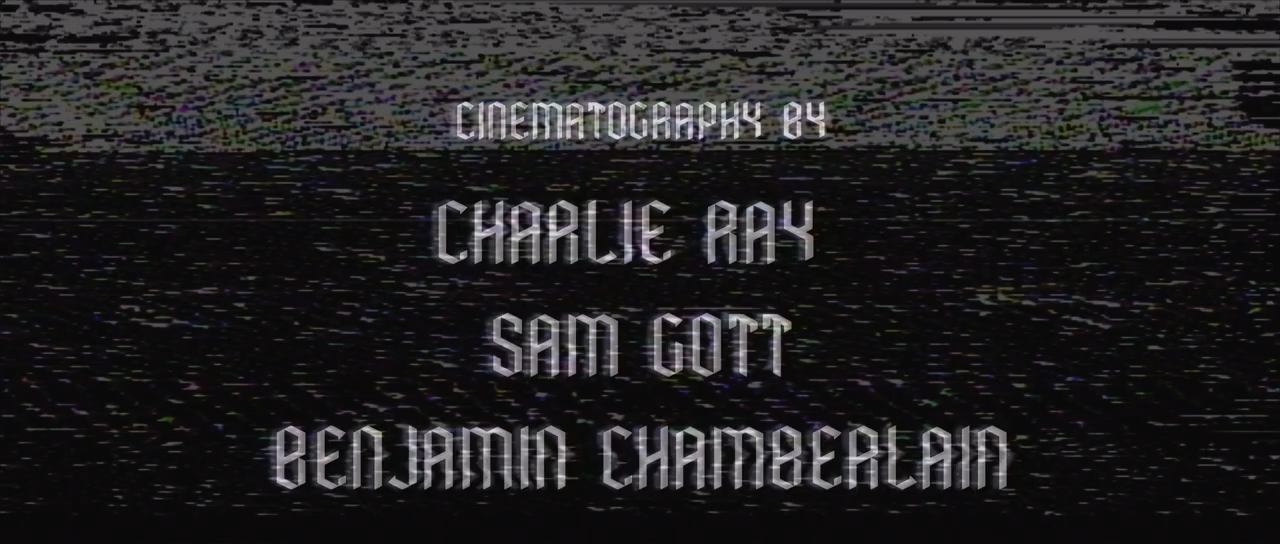 CINEMATOGRAPHY BY
CHARLIE RAY
SAM GOTT
BENJAMIN CHAMBERLAIN